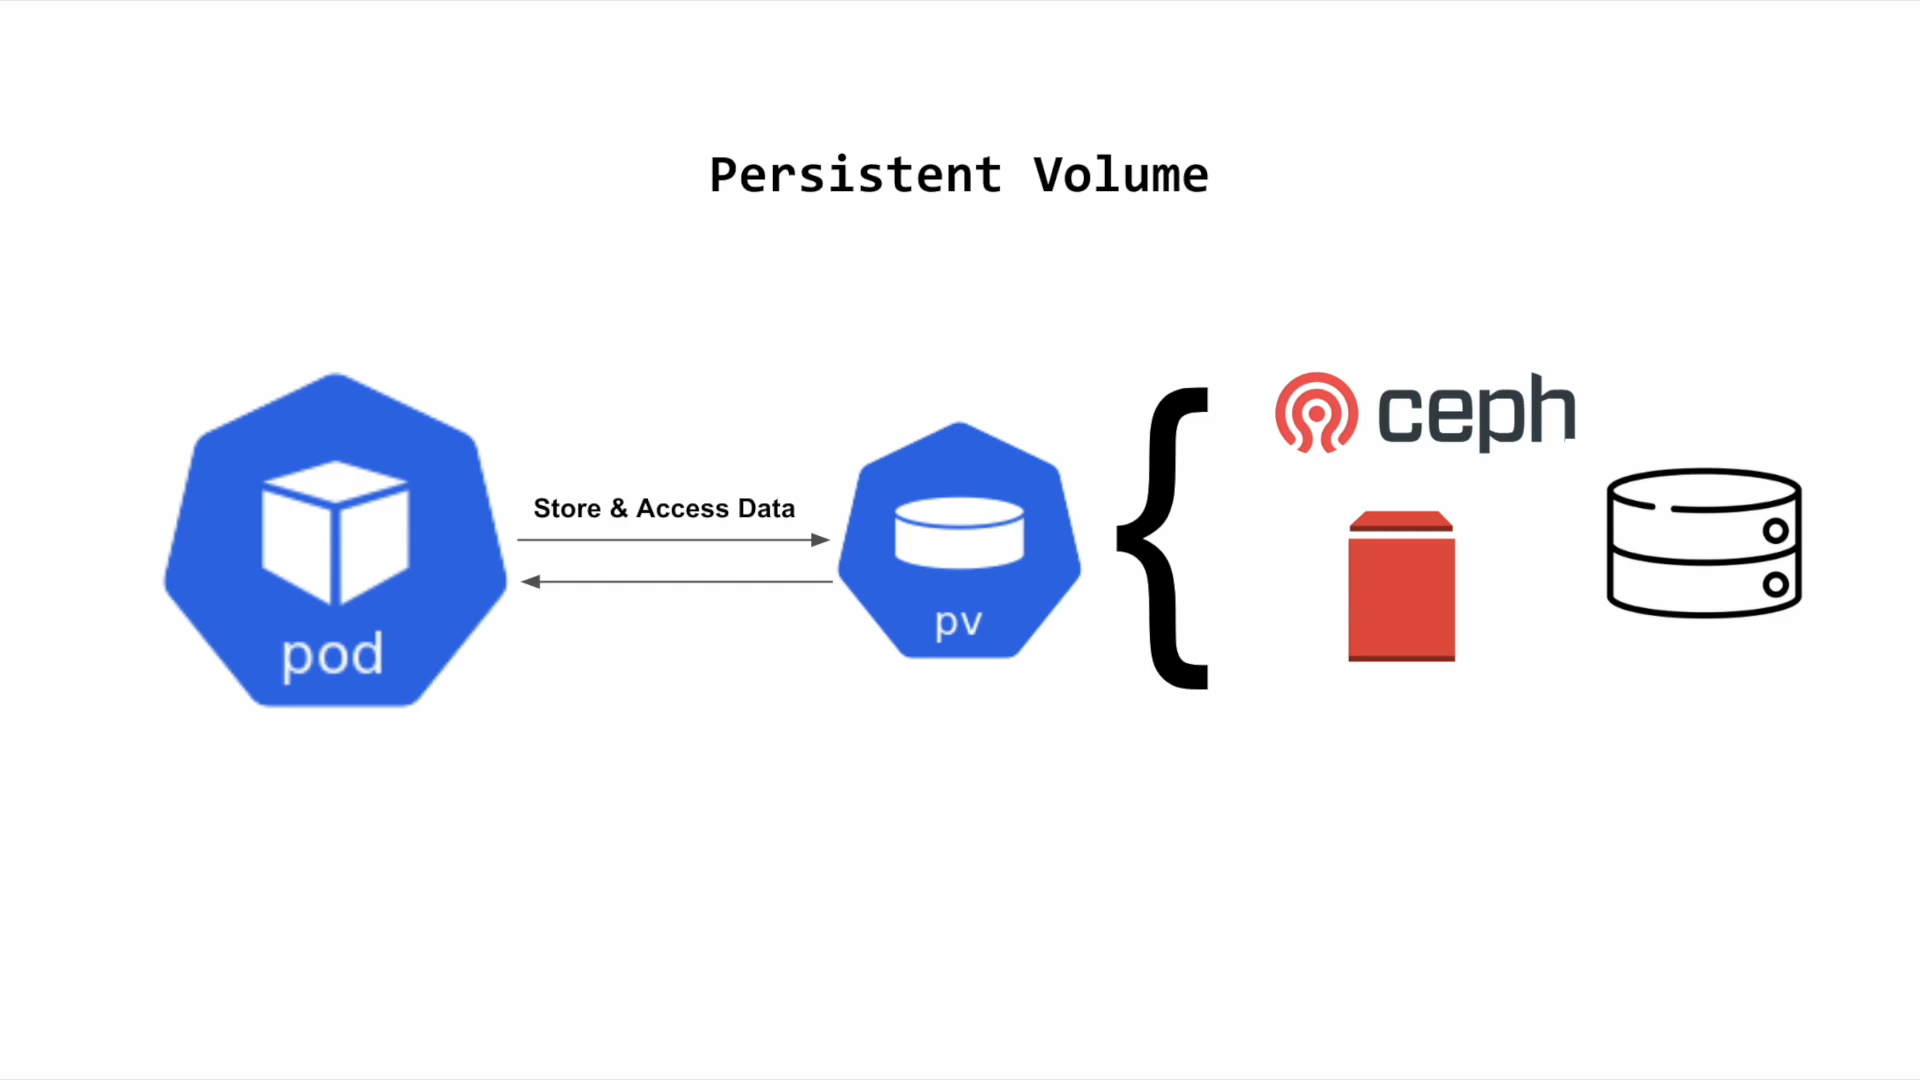 Persistent Volume
ceph
Store & Access Data
pod
pv